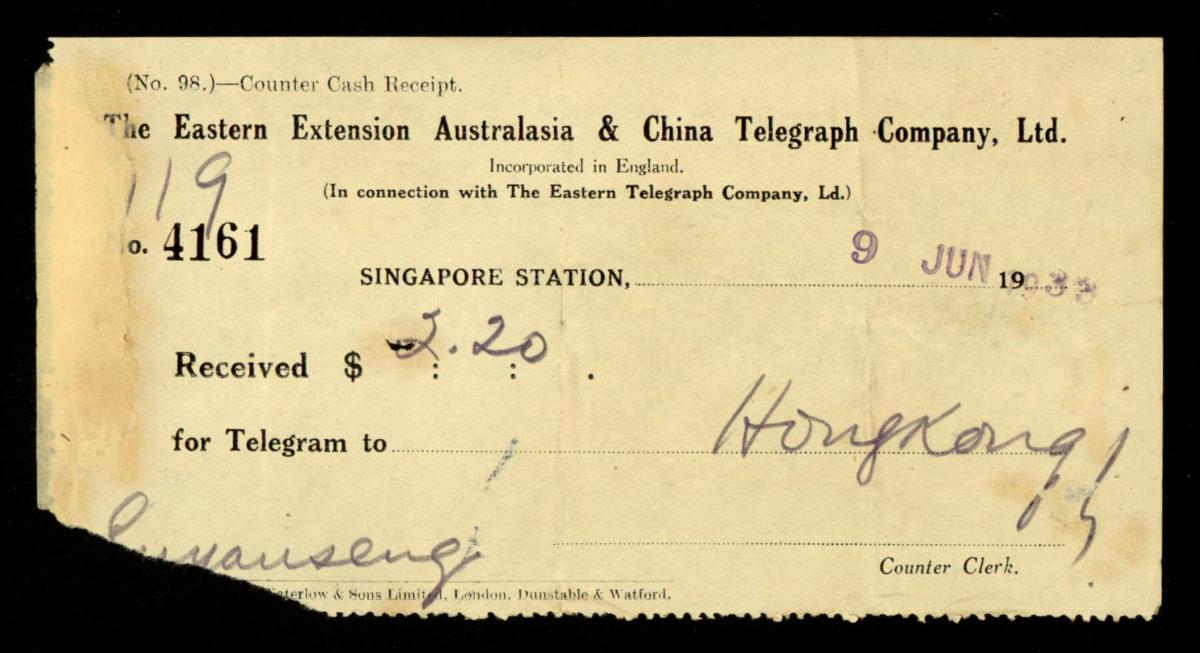 (No. 98.)—Counter Cash Receipt.
The Eastern Extension Australasia & China Telegraph Company, Ltd.
Incorporated in England.
(In connection with The Eastern Telegraph Company, Ld.)
119
No. 4161
SINGAPORE STATION, 9 JUN 19 1933
Received $ 2.20
for Telegram to Hongkong
Counter Clerk.
Waterlow & Sons Limited, London, Dunstable & Watford.